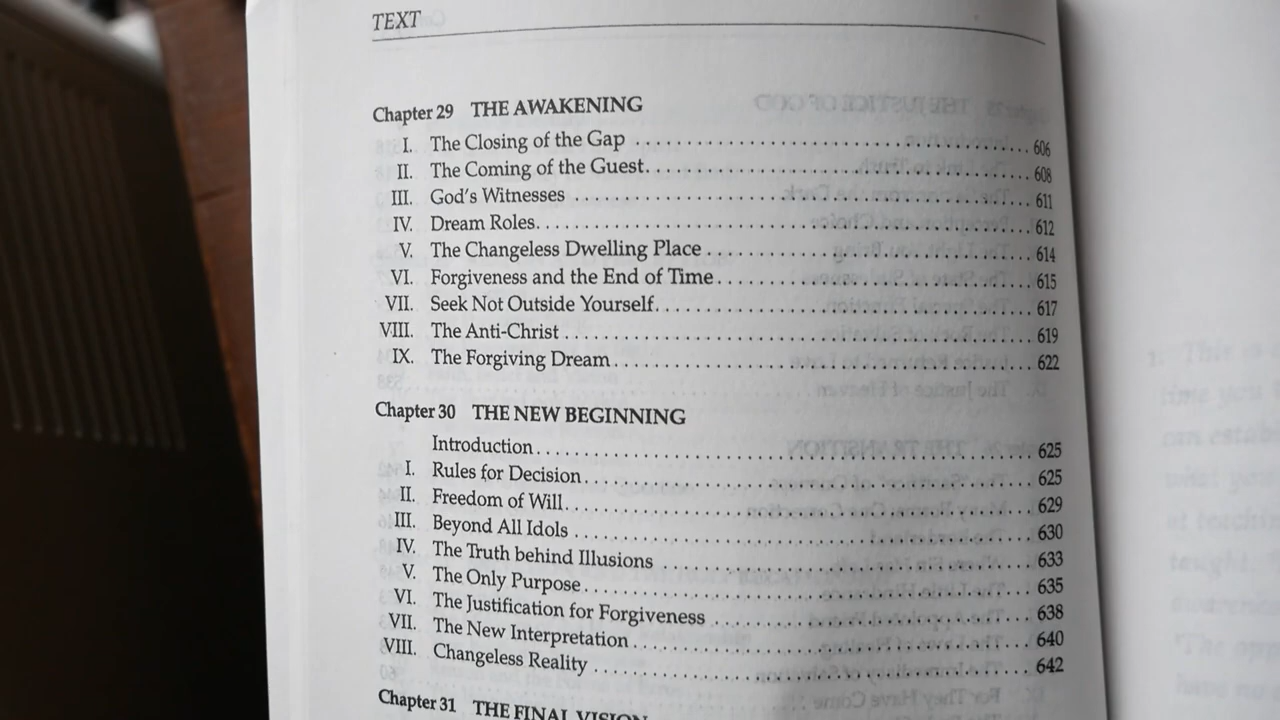 TEXT
Chapter 29 THE AWAKENING
I. The Closing of the Gap ........ 606
II. The Coming of the Guest ........ 608
III. God's Witnesses ........ 611
IV. Dream Roles ........ 612
V. The Changeless Dwelling Place ........ 614
VI. Forgiveness and the End of Time ........ 615
VII. Seek Not Outside Yourself ........ 617
VIII. The Anti-Christ ........ 619
IX. The Forgiving Dream ........ 622
Chapter 30 THE NEW BEGINNING
Introduction ........ 625
I. Rules for Decision ........ 625
II. Freedom of Will ........ 629
III. Beyond All Idols ........ 630
IV. The Truth behind Illusions ........ 633
V. The Only Purpose ........ 635
VI. The Justification for Forgiveness ........ 638
VII. The New Interpretation ........ 640
VIII. Changeless Reality ........ 642
Chapter 31 THE FINAL VISION